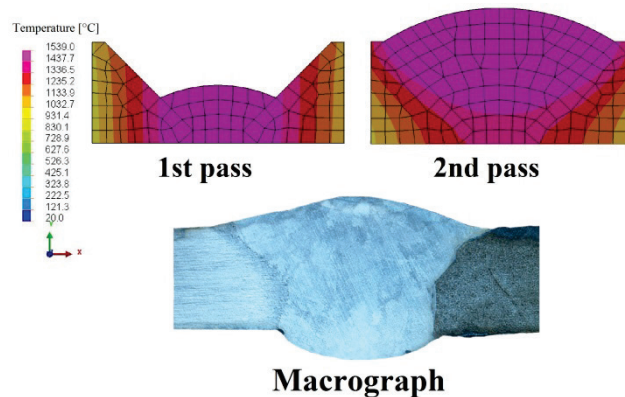 Temperature [°C]
1539.0
1437.7
1336.5
1235.2
1133.9
1032.7
931.4
830.1
728.9
627.6
526.3
425.1
323.8
222.5
121.3
20.0
Y
X
1st pass
2nd pass
Macrograph